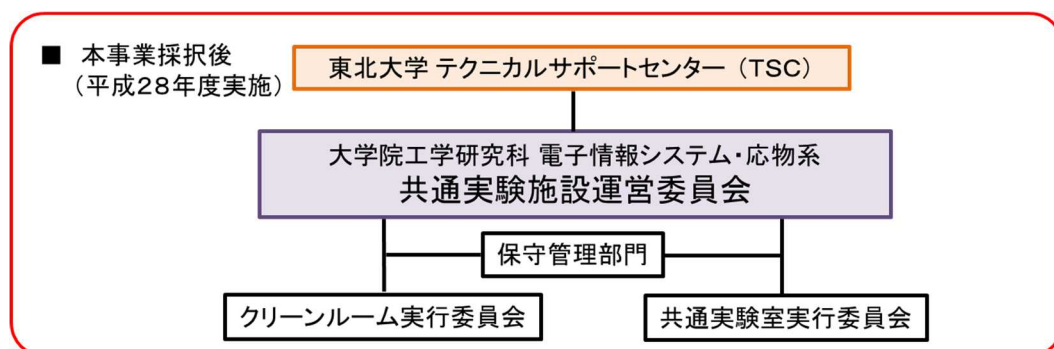 ■ 本事業採択後
（平成２８年度実施）
東北大学 テクニカルサポートセンター（ＴＳＣ）
大学院工学研究科 電子情報システム・応物系
共通実験施設運営委員会
保守管理部門
クリーンルーム実行委員会
共通実験室実行委員会